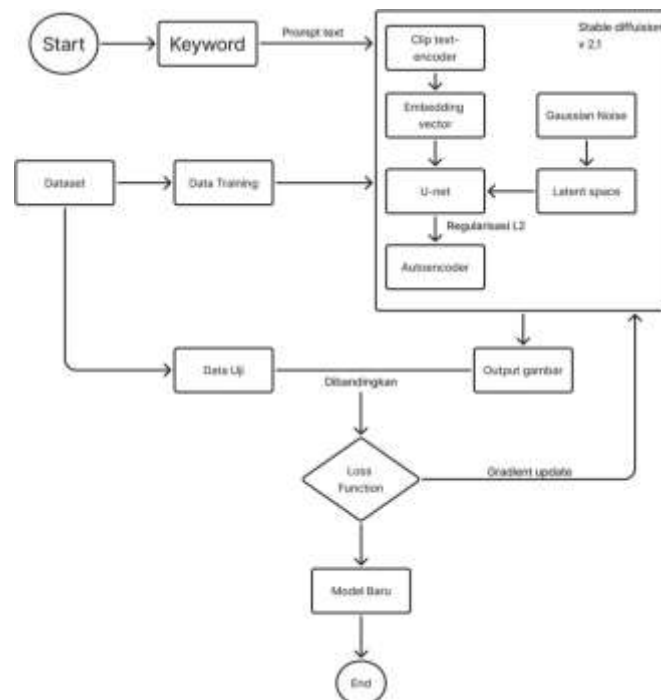 Start
Keyword
Prompt text
Stable diffusion
v 2.1
Clip text-
encoder
Embedding
vector
Gaussian Noise
Dataset
Data Training
U-net
Latent space
Regularisasi L2
Autoencoder
Data Uji
Dibandingkan
Output gambar
Loss
Function
Gradient update
Model Baru
End